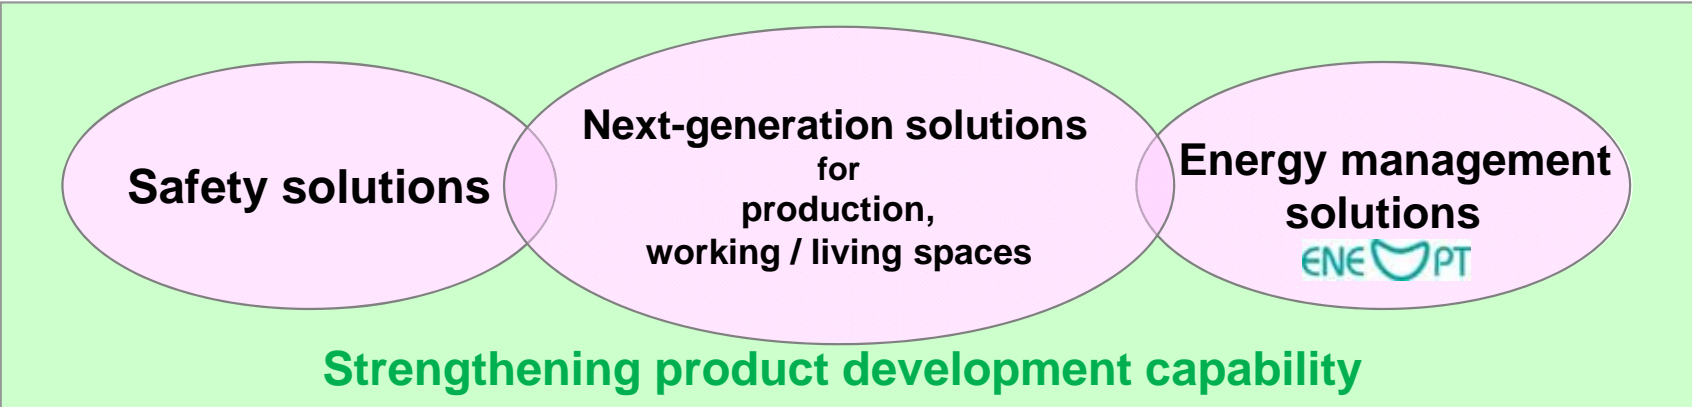 Safety solutions
Next-generation solutions
for
production,
working / living spaces
Energy management
solutions
ENEOPT
Strengthening product development capability